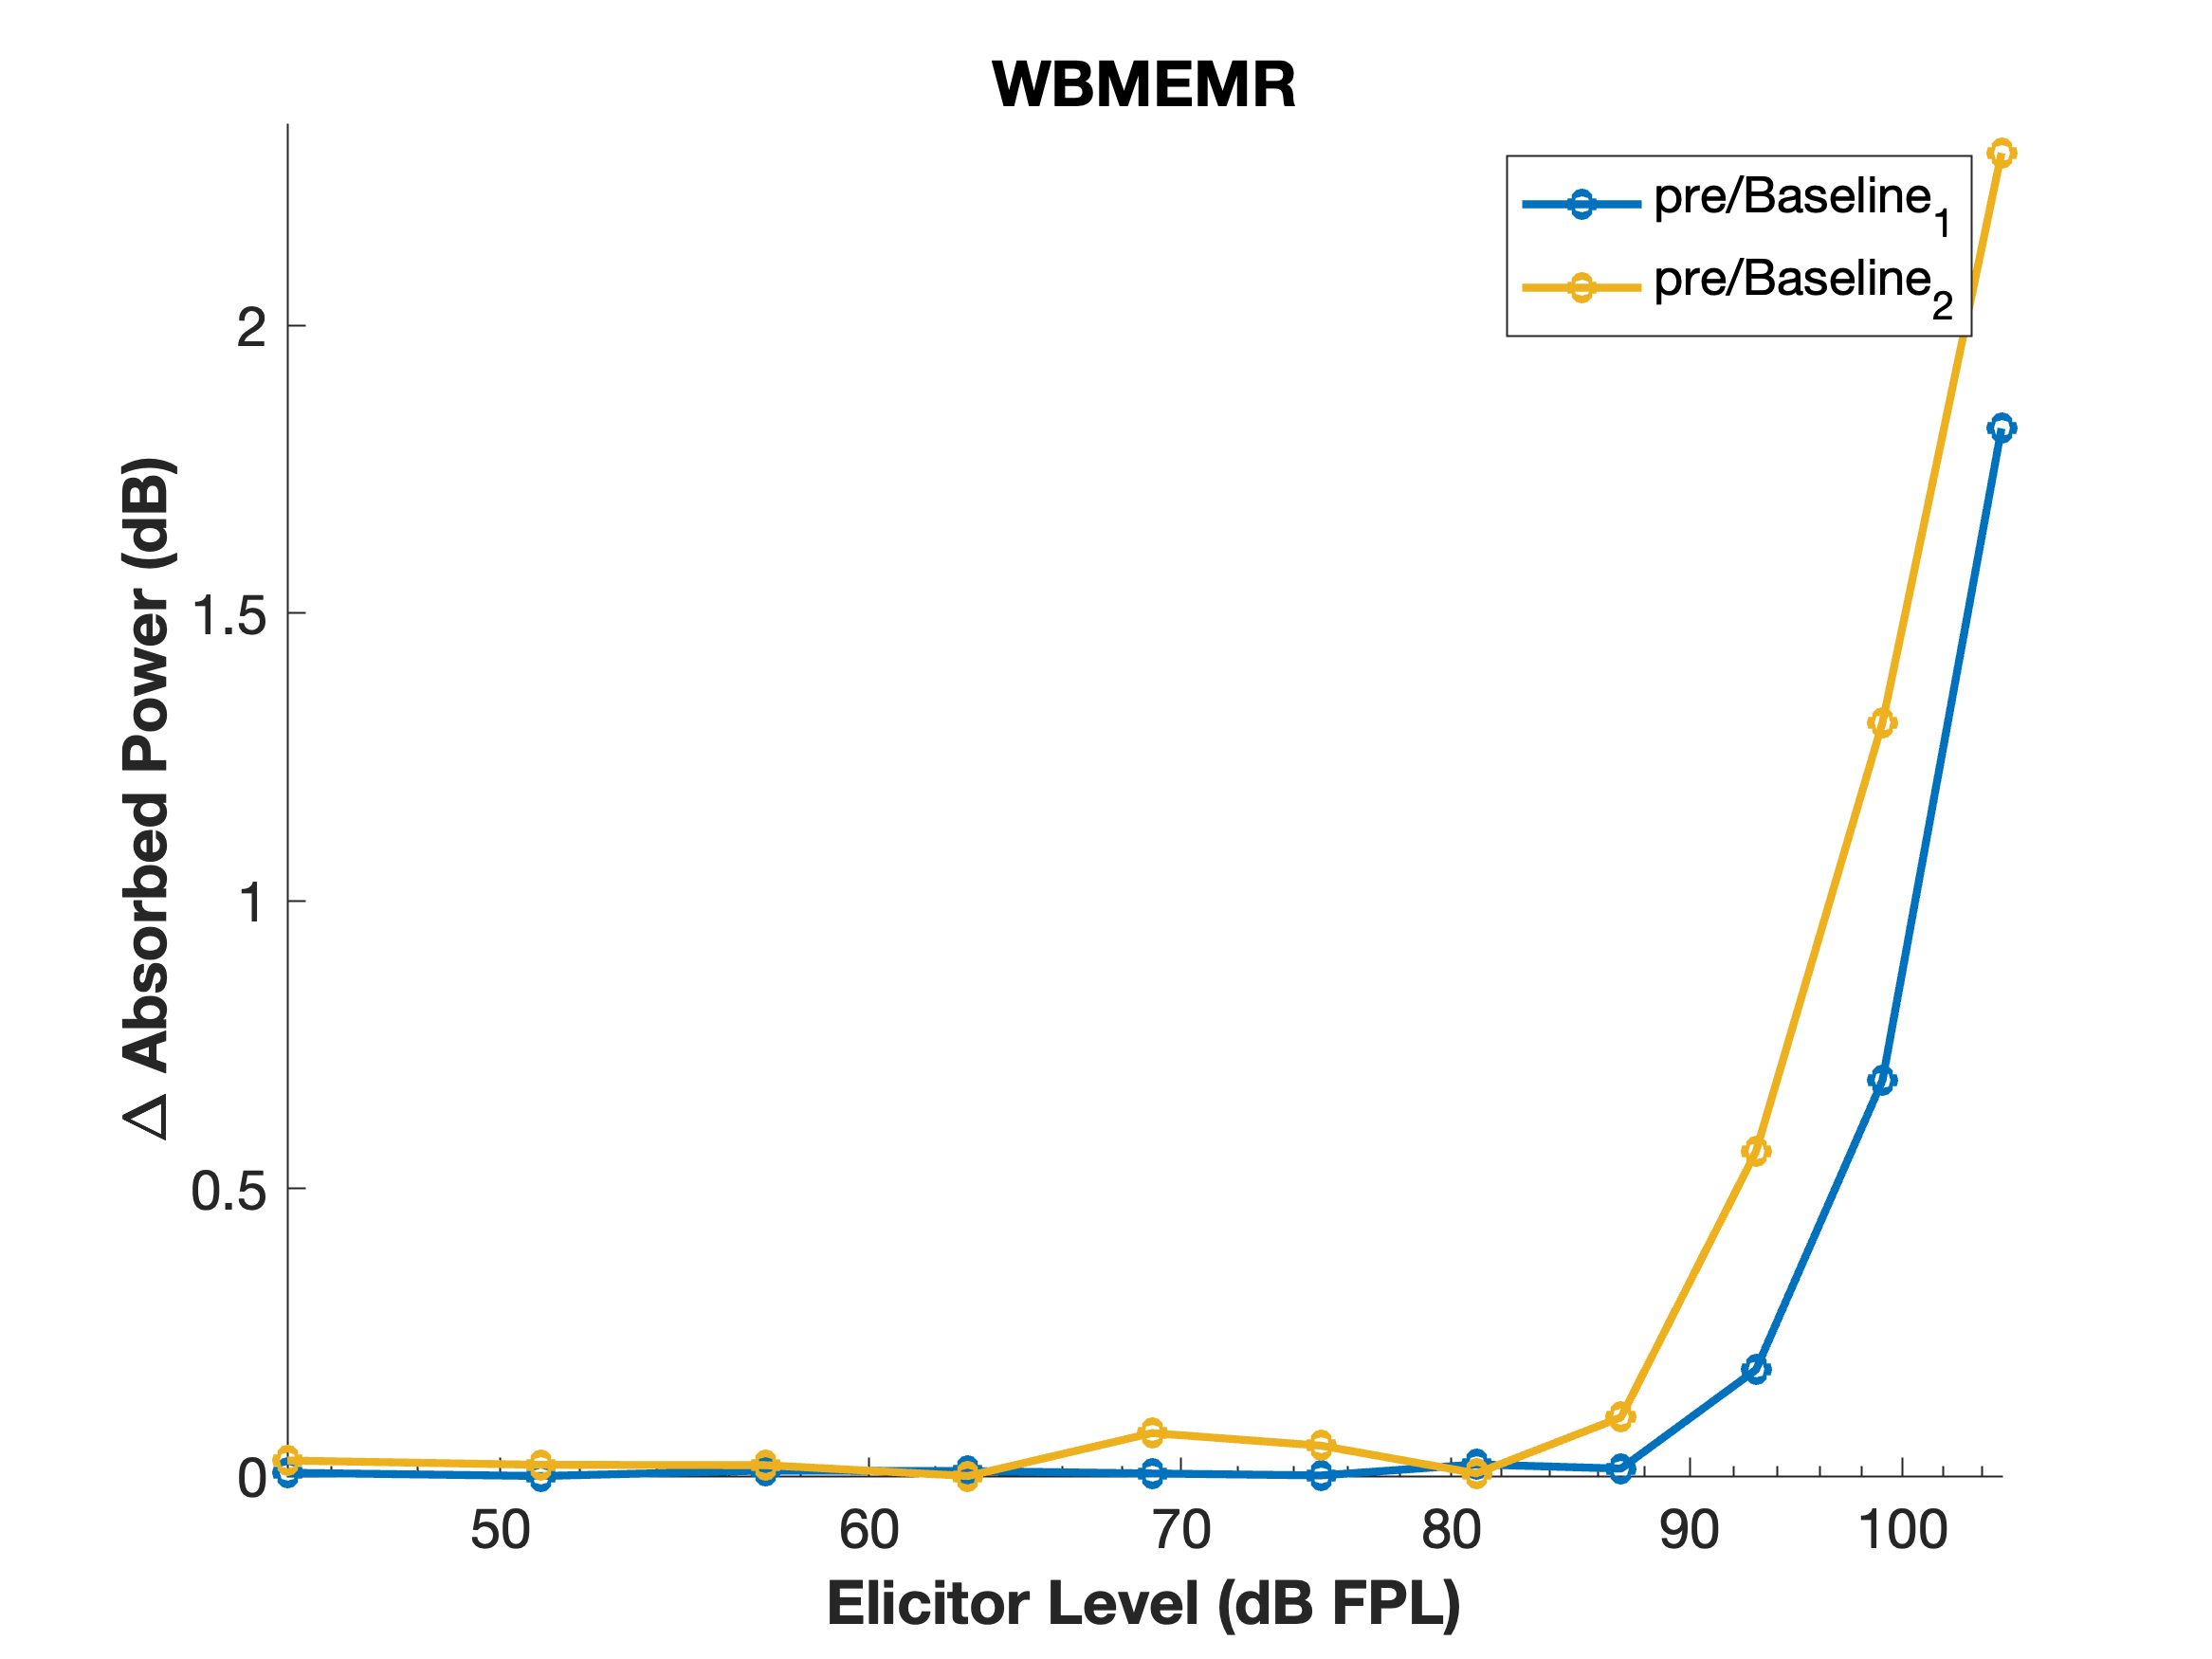 WBMEMR
pre/Baseline₁
pre/Baseline₂
Δ Absorbed Power (dB)
2
1.5
1
0.5
0
50 60 70 80 90 100
Elicitor Level (dB FPL)